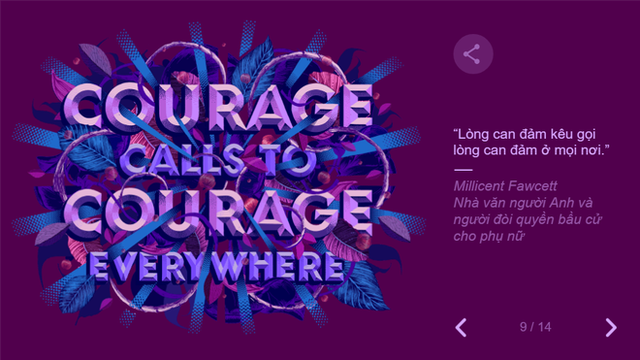 COURAGE
CALLS TO
COURAGE
EVERYWHERE
“Lòng can đảm kêu gọi
lòng can đảm ở mọi nơi.”
Millicent Fawcett
Nhà văn người Anh và
người đòi quyền bầu cử
cho phụ nữ
9 / 14